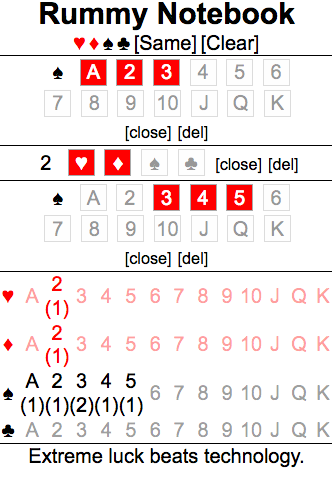 Rummy Notebook
♥♦♠♣[Same][Clear]
♠ A 2 3 4 5 6
7 8 9 10 J Q K
[close] [del]
2 ♥ ♦ ♠ ♣ [close] [del]
♠ A 2 3 4 5 6
7 8 9 10 J Q K
[close] [del]
♥ A 2 3 4 5 6 7 8 9 10 J Q K
(1)
♦ A 2 3 4 5 6 7 8 9 10 J Q K
(1)
♠ A 2 3 4 5 6 7 8 9 10 J Q K
(1) (1) (2) (1) (1)
♣ A 2 3 4 5 6 7 8 9 10 J Q K
Extreme luck beats technology.